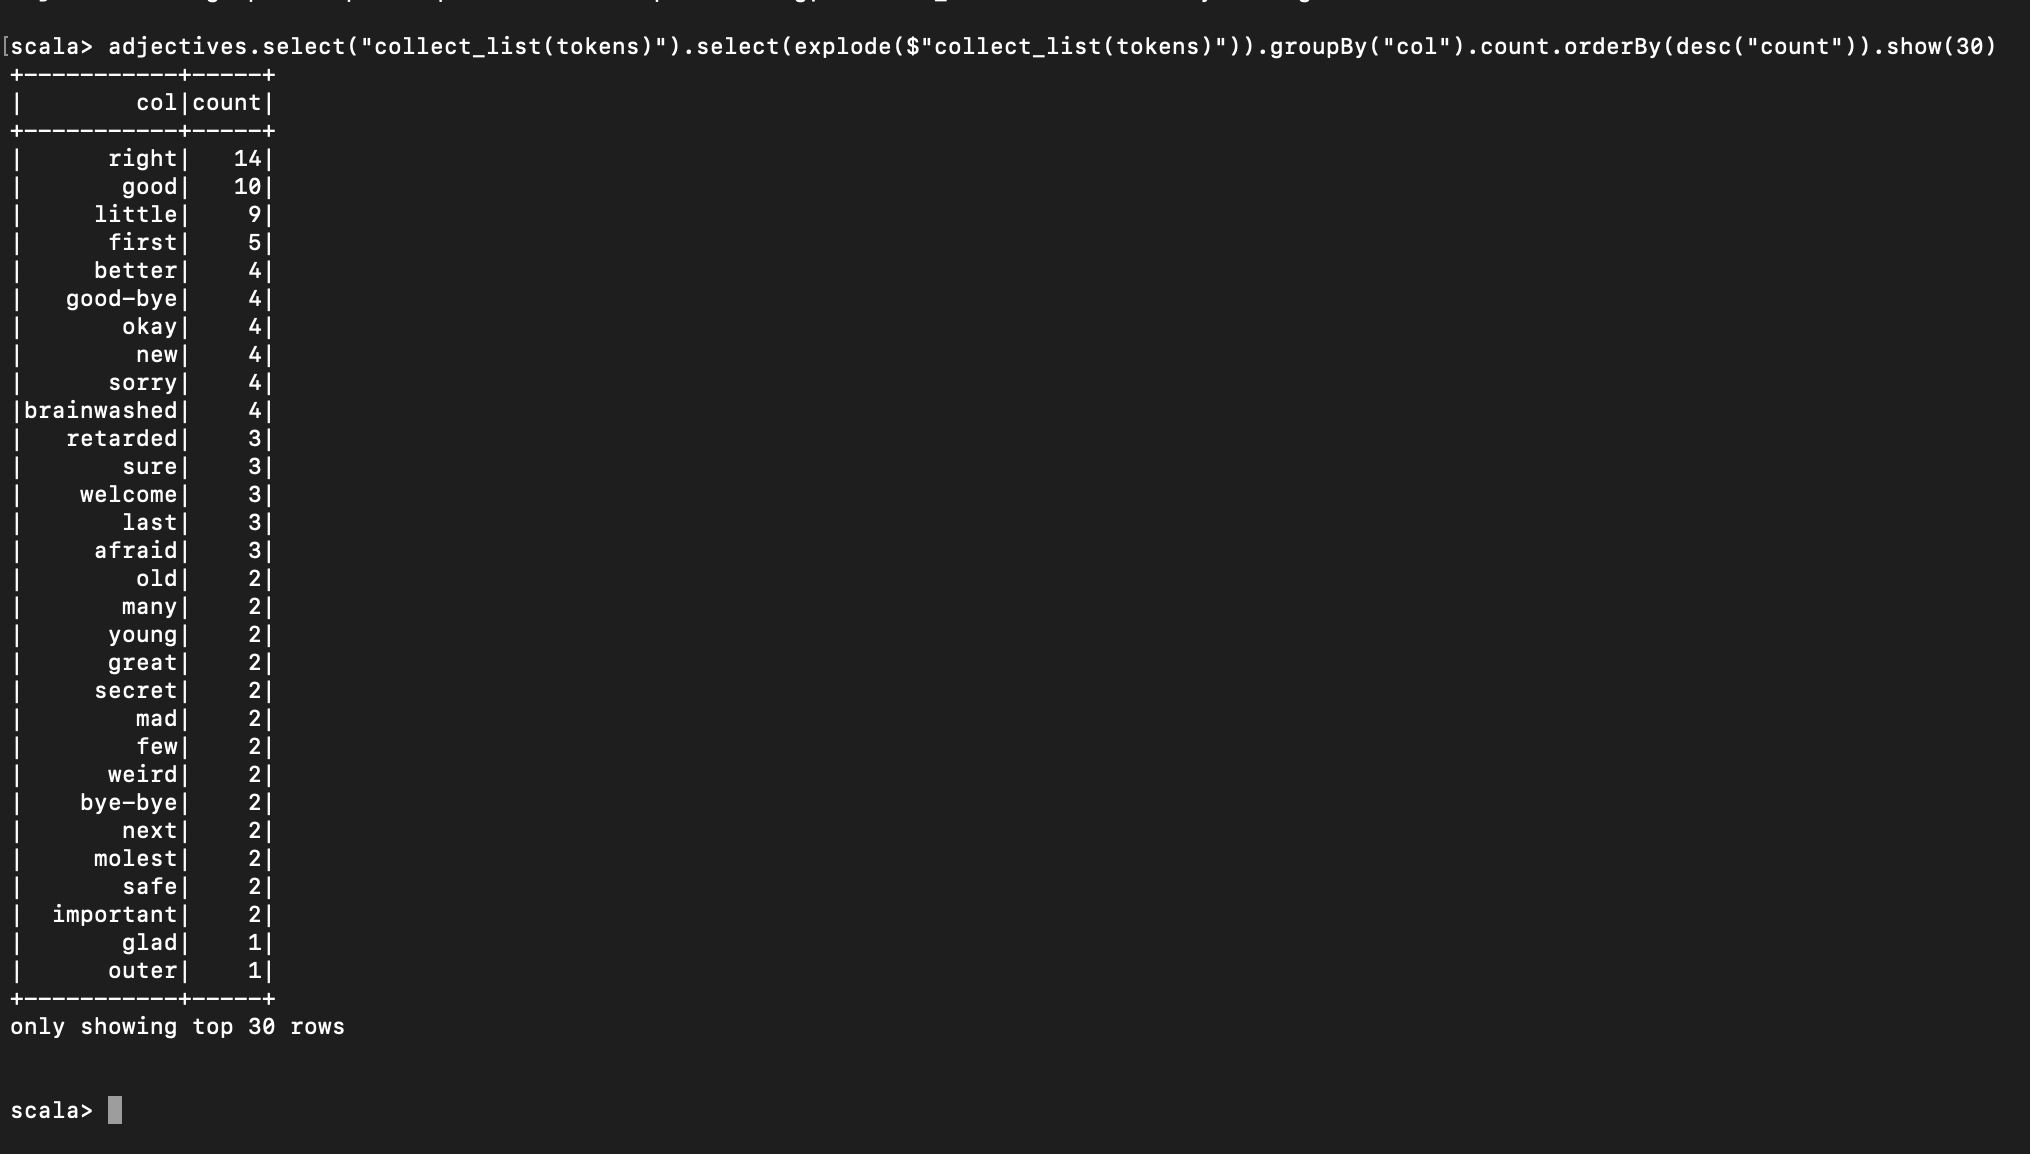 [scala> adjectives.select("collect_list(tokens)").select(explode($"collect_list(tokens)")).groupBy("col").count.orderBy(desc("count")).show(30)
+-----------+-----+
|        col|count|
+-----------+-----+
|      right|   14|
|       good|   10|
|     little|    9|
|      first|    5|
|     better|    4|
|   good-bye|    4|
|       okay|    4|
|        new|    4|
|      sorry|    4|
|brainwashed|    4|
|   retarded|    3|
|       sure|    3|
|    welcome|    3|
|       last|    3|
|     afraid|    3|
|        old|    2|
|       many|    2|
|      young|    2|
|      great|    2|
|     secret|    2|
|        mad|    2|
|        few|    2|
|      weird|    2|
|    bye-bye|    2|
|       next|    2|
|     molest|    2|
|       safe|    2|
|  important|    2|
|       glad|    1|
|      outer|    1|
+-----------+-----+
only showing top 30 rows
scala>